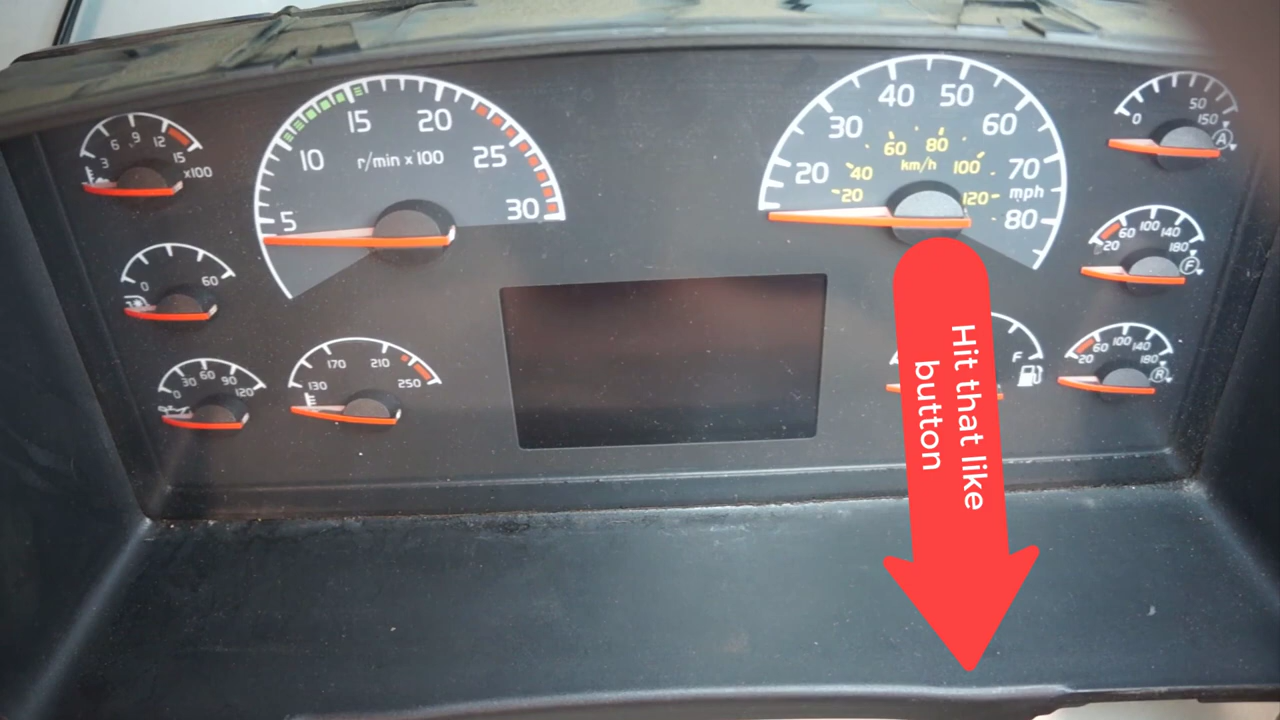 3 6 9 12 15
x100
E
10 15 20 25 30
r/min x 100
5
20 30 40 50 60 70 80
mph
20 40 60 80 100 120
km/h
0 50 150
A
0 60
20 60 100 140 180
F
0 30 60 90 120
130 170 210 250
E
F
20 60 100 140 180
R
Hit that like
button